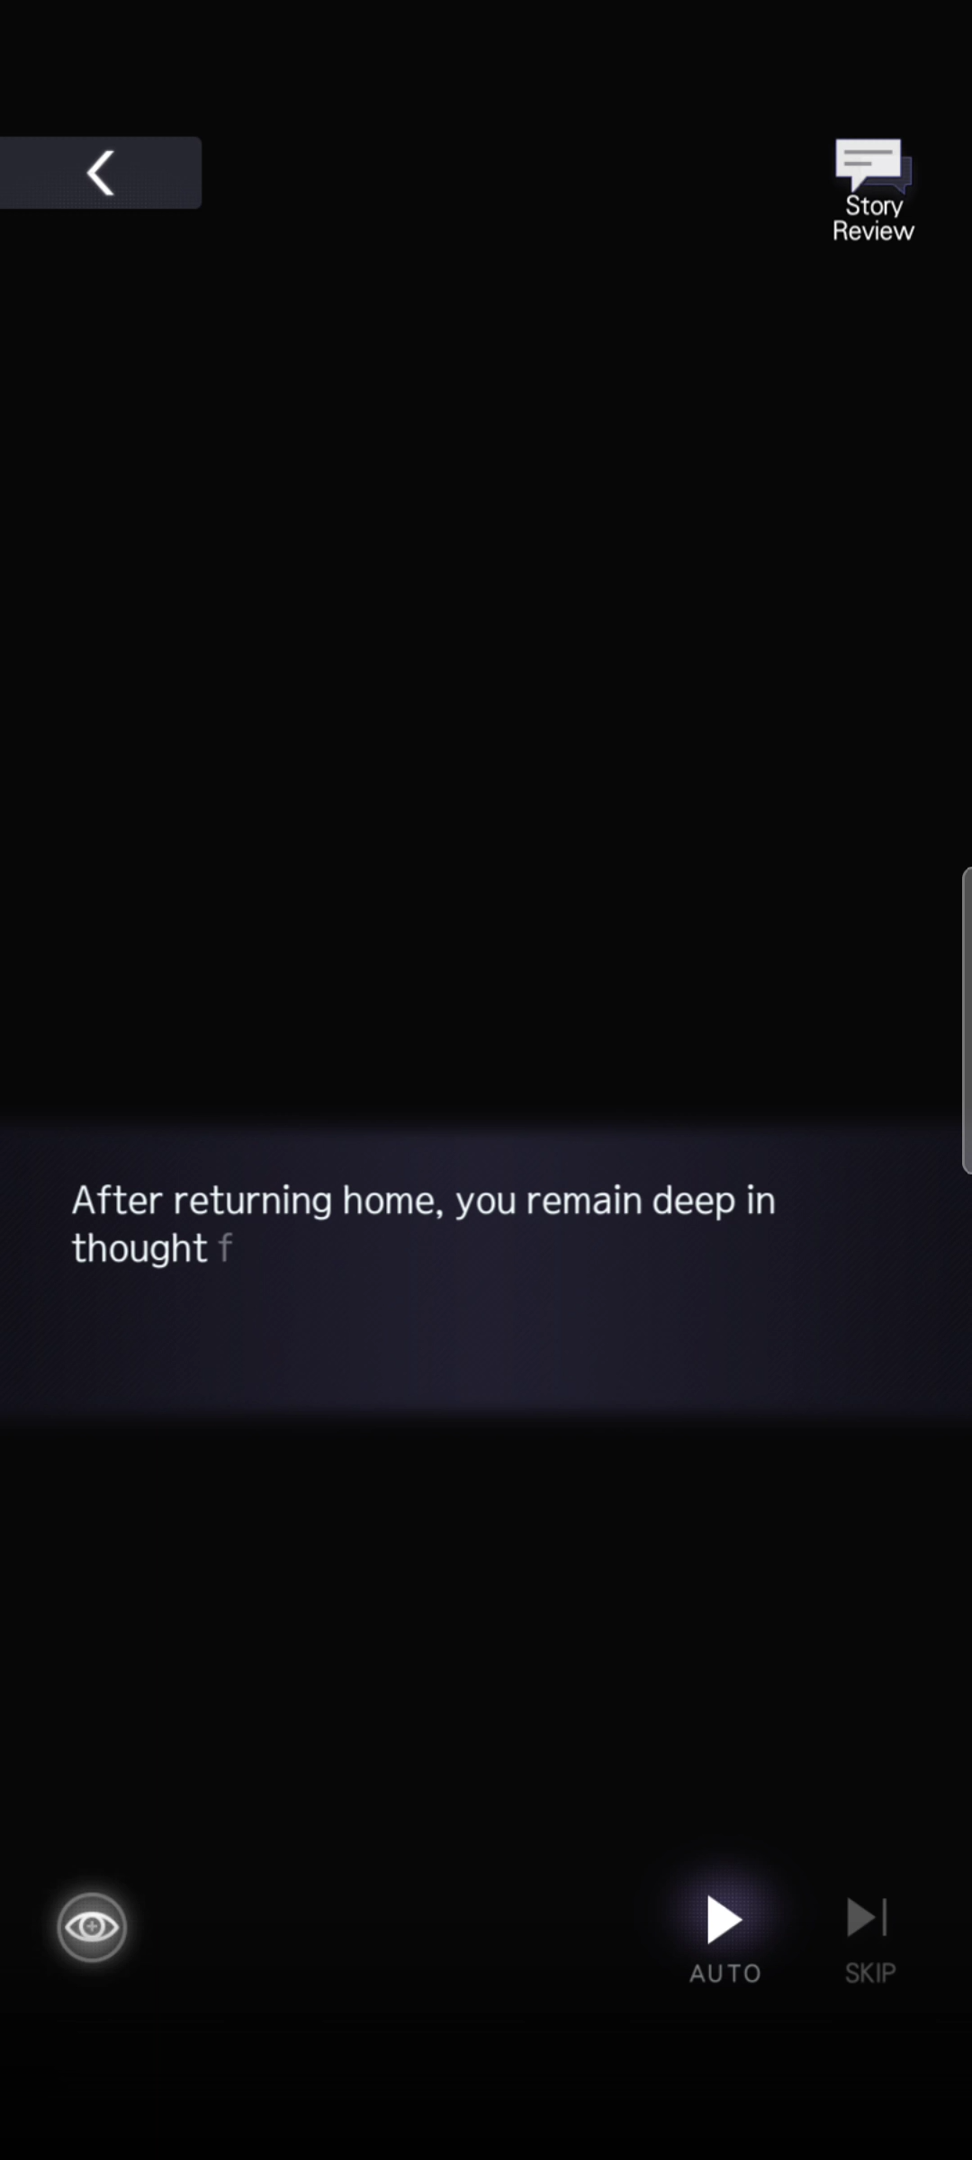 Story
Review
After returning home, you remain deep in
thought f
AUTO
SKIP